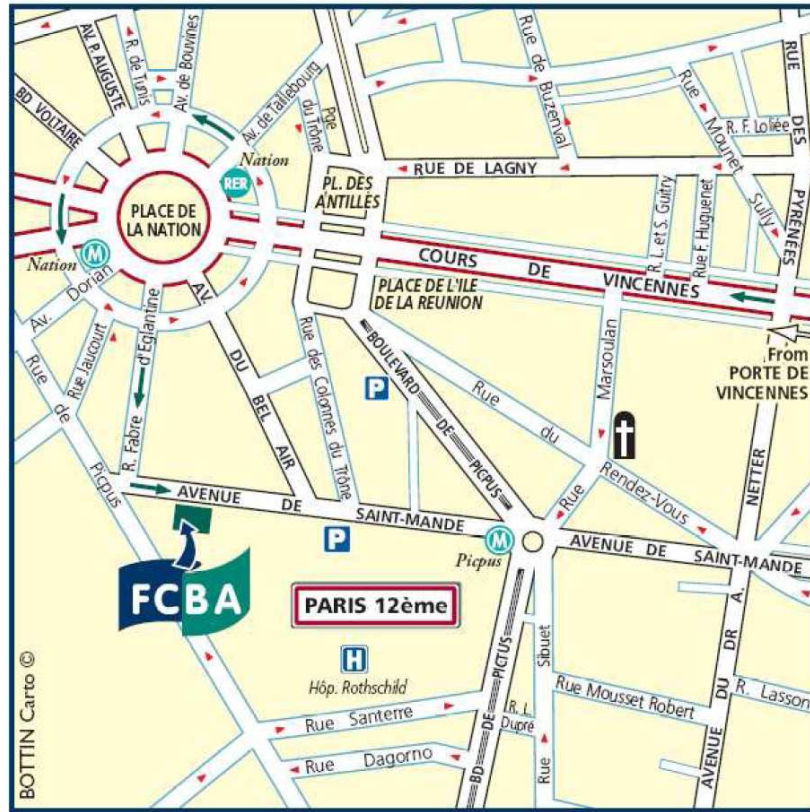 BD VOLTAIRE
AV. P. AUGUSTE
R. de Tunis
Av. de Bouvines
Av. de Taillebourg
Pge
du Trône
Rue de
Buzenval
Rue Mounet Sully
R. F. Loliée
RUE DES PYRÉNÉES
Nation
RER
PL. DES
ANTILLES
RUE DE LAGNY
R. L. et S. Guitry
Rue F. Huguenet
PLACE DE
LA NATION
Nation
M
COURS DE VINCENNES
PLACE DE L'ILE
DE LA REUNION
From
PORTE DE
VINCENNES
Av. Dorian
Rue Jaucourt
R. Fabre d'Eglantine
AV. DU BEL AIR
Rue des Colonnes du Trône
P
BOULEVARD DE PICPUS
Rue du Rendez-Vous
Rue Marsoulan
Rue de Picpus
AVENUE DE SAINT-MANDE
P
M
Picpus
AVENUE DE SAINT-MANDE
AVENUE DU DR A. NETTER
FCBA
PARIS 12ème
H
Hôp. Rothschild
BD DE PICTUS
Rue Sibuet
R. L.
Dupré
Rue Mousset Robert
R. Lasson
Rue Santerre
Rue Dagorno
BOTTIN Carto ©